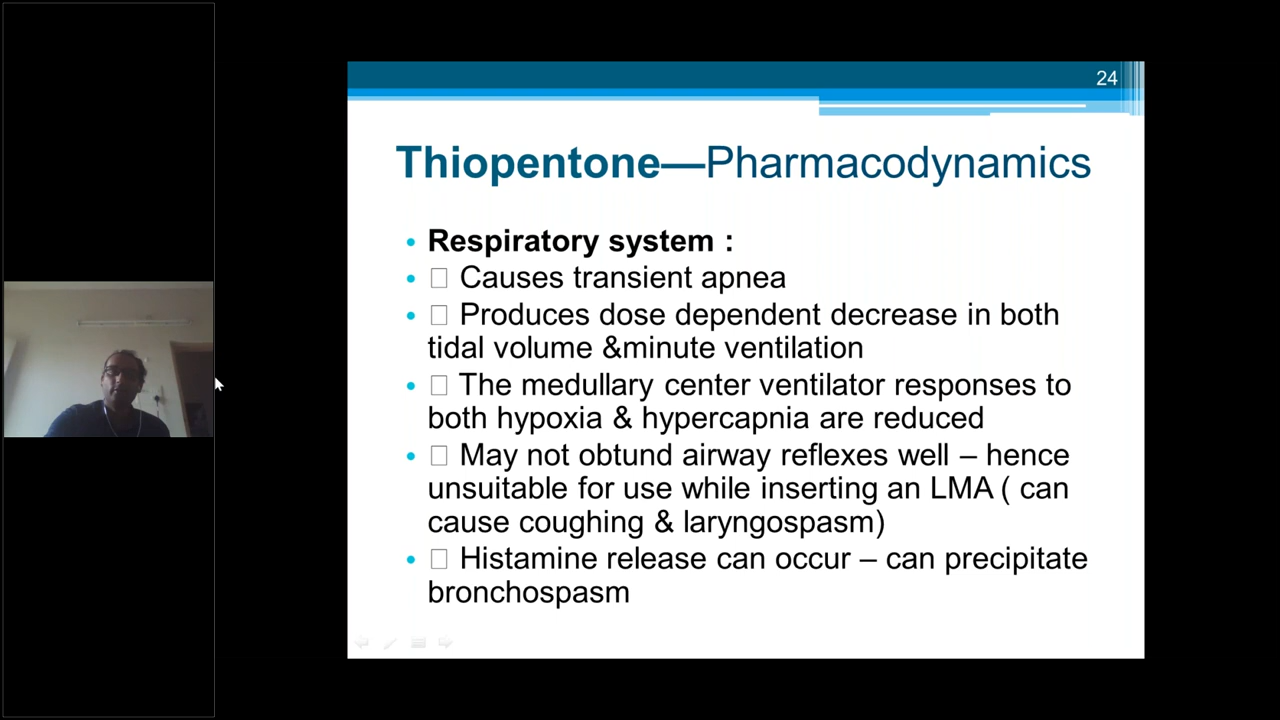 24
Thiopentone—Pharmacodynamics
• Respiratory system :
• □ Causes transient apnea
• □ Produces dose dependent decrease in both
tidal volume &minute ventilation
• □ The medullary center ventilator responses to
both hypoxia & hypercapnia are reduced
• □ May not obtund airway reflexes well – hence
unsuitable for use while inserting an LMA ( can
cause coughing & laryngospasm)
• □ Histamine release can occur – can precipitate
bronchospasm